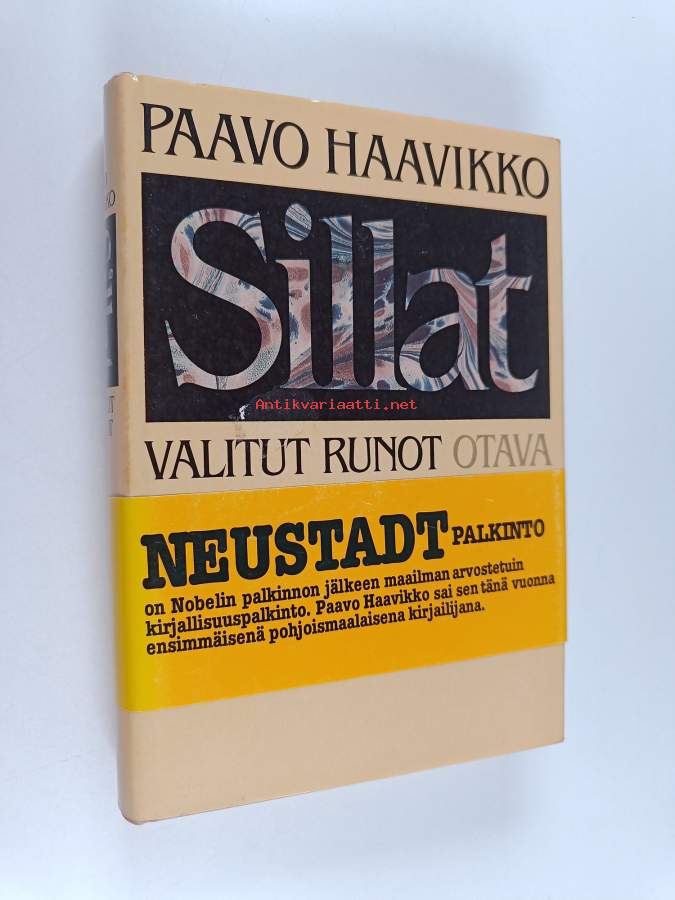 PAAVO HAAVIKKO
Sillat
Antikvariaatti.net
VALITUT RUNOT OTAVA
NEUSTADT PALKINTO
on Nobelin palkinnon jälkeen maailman arvostetuin
kirjallisuuspalkinto. Paavo Haavikko sai sen tänä vuonna
ensimmäisenä pohjoismaalaisena kirjailijana.